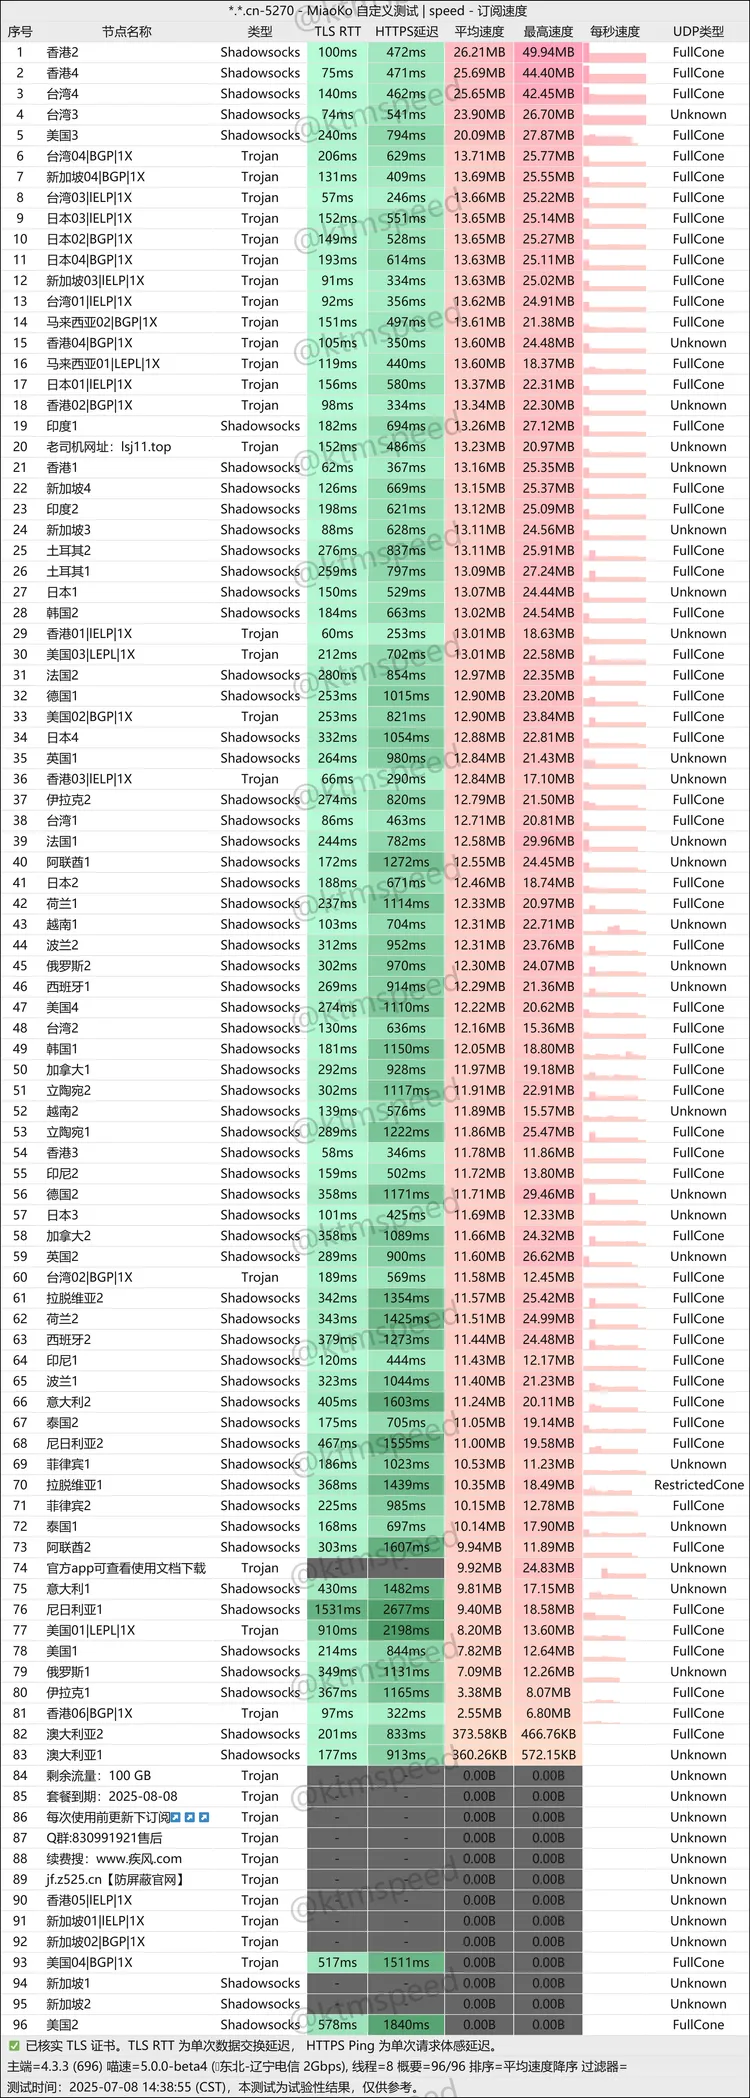 *.*.cn-5270 - MiaoKo 自定义测试 | speed - 订阅速度
序号 节点名称 类型 TLS RTT HTTPS延迟 平均速度 最高速度 每秒速度 UDP类型
1 香港2 Shadowsocks 100ms 472ms 26.21MB 49.94MB FullCone
2 香港4 Shadowsocks 75ms 471ms 25.69MB 44.40MB FullCone
3 台湾4 Shadowsocks 140ms 462ms 25.65MB 42.45MB FullCone
4 台湾3 Shadowsocks 74ms 541ms 23.90MB 26.70MB Unknown
5 美国3 Shadowsocks 240ms 794ms 20.09MB 27.87MB FullCone
6 台湾04|BGP|1X Trojan 206ms 629ms 13.71MB 25.77MB FullCone
7 新加坡04|BGP|1X Trojan 131ms 409ms 13.69MB 25.55MB FullCone
8 台湾03|IELP|1X Trojan 57ms 246ms 13.66MB 25.22MB FullCone
9 日本03|IELP|1X Trojan 152ms 551ms 13.65MB 25.14MB FullCone
10 日本02|BGP|1X Trojan 149ms 528ms 13.65MB 25.27MB FullCone
11 日本04|BGP|1X Trojan 193ms 614ms 13.63MB 25.11MB FullCone
12 新加坡03|IELP|1X Trojan 91ms 334ms 13.63MB 25.02MB FullCone
13 台湾01|IELP|1X Trojan 92ms 356ms 13.62MB 24.91MB FullCone
14 马来西亚02|BGP|1X Trojan 151ms 497ms 13.61MB 21.38MB FullCone
15 香港04|BGP|1X Trojan 105ms 350ms 13.60MB 24.48MB Unknown
16 马来西亚01|LEPL|1X Trojan 119ms 440ms 13.60MB 18.37MB FullCone
17 日本01|IELP|1X Trojan 156ms 580ms 13.37MB 22.31MB FullCone
18 香港02|BGP|1X Trojan 98ms 334ms 13.34MB 22.30MB Unknown
19 印度1 Shadowsocks 182ms 694ms 13.26MB 27.12MB FullCone
20 老司机网址：lsj11.top Trojan 152ms 486ms 13.23MB 20.97MB Unknown
21 香港1 Shadowsocks 62ms 367ms 13.16MB 25.35MB Unknown
22 新加坡4 Shadowsocks 126ms 669ms 13.15MB 25.37MB FullCone
23 印度2 Shadowsocks 198ms 621ms 13.12MB 25.09MB FullCone
24 新加坡3 Shadowsocks 88ms 628ms 13.11MB 24.56MB Unknown
25 土耳其2 Shadowsocks 276ms 837ms 13.11MB 25.91MB FullCone
26 土耳其1 Shadowsocks 259ms 797ms 13.09MB 27.24MB FullCone
27 日本1 Shadowsocks 150ms 529ms 13.07MB 24.44MB Unknown
28 韩国2 Shadowsocks 184ms 663ms 13.02MB 24.54MB FullCone
29 香港01|IELP|1X Trojan 60ms 253ms 13.01MB 18.63MB Unknown
30 美国03|LEPL|1X Trojan 212ms 702ms 13.01MB 22.58MB FullCone
31 法国2 Shadowsocks 280ms 854ms 12.97MB 22.35MB FullCone
32 德国1 Shadowsocks 253ms 1015ms 12.90MB 23.20MB FullCone
33 美国02|BGP|1X Trojan 253ms 821ms 12.90MB 23.84MB FullCone
34 日本4 Shadowsocks 332ms 1054ms 12.88MB 22.81MB FullCone
35 英国1 Shadowsocks 264ms 980ms 12.84MB 21.43MB Unknown
36 香港03|IELP|1X Trojan 66ms 290ms 12.84MB 17.10MB Unknown
37 伊拉克2 Shadowsocks 274ms 820ms 12.79MB 21.50MB FullCone
38 台湾1 Shadowsocks 86ms 463ms 12.71MB 20.81MB FullCone
39 法国1 Shadowsocks 244ms 782ms 12.58MB 29.96MB Unknown
40 阿联酋1 Shadowsocks 172ms 1272ms 12.55MB 24.45MB Unknown
41 日本2 Shadowsocks 188ms 671ms 12.46MB 18.74MB FullCone
42 荷兰1 Shadowsocks 237ms 1114ms 12.33MB 20.97MB FullCone
43 越南1 Shadowsocks 103ms 704ms 12.31MB 22.71MB Unknown
44 波兰2 Shadowsocks 312ms 952ms 12.31MB 23.76MB FullCone
45 俄罗斯2 Shadowsocks 302ms 970ms 12.30MB 24.07MB Unknown
46 西班牙1 Shadowsocks 269ms 914ms 12.29MB 21.36MB Unknown
47 美国4 Shadowsocks 274ms 1110ms 12.22MB 20.62MB FullCone
48 台湾2 Shadowsocks 130ms 636ms 12.16MB 15.36MB FullCone
49 韩国1 Shadowsocks 181ms 1150ms 12.05MB 18.80MB FullCone
50 加拿大1 Shadowsocks 292ms 928ms 11.97MB 19.18MB FullCone
51 立陶宛2 Shadowsocks 302ms 1117ms 11.91MB 22.91MB FullCone
52 越南2 Shadowsocks 139ms 576ms 11.89MB 15.57MB Unknown
53 立陶宛1 Shadowsocks 289ms 1222ms 11.86MB 25.47MB FullCone
54 香港3 Shadowsocks 58ms 346ms 11.78MB 11.86MB FullCone
55 印尼2 Shadowsocks 159ms 502ms 11.72MB 13.80MB FullCone
56 德国2 Shadowsocks 358ms 1171ms 11.71MB 29.46MB Unknown
57 日本3 Shadowsocks 101ms 425ms 11.69MB 12.33MB Unknown
58 加拿大2 Shadowsocks 358ms 1089ms 11.66MB 24.32MB FullCone
59 英国2 Shadowsocks 289ms 900ms 11.60MB 26.62MB Unknown
60 台湾02|BGP|1X Trojan 189ms 569ms 11.58MB 12.45MB FullCone
61 拉脱维亚2 Shadowsocks 342ms 1354ms 11.57MB 25.42MB FullCone
62 荷兰2 Shadowsocks 343ms 1425ms 11.51MB 24.99MB FullCone
63 西班牙2 Shadowsocks 379ms 1273ms 11.44MB 24.48MB FullCone
64 印尼1 Shadowsocks 120ms 444ms 11.43MB 12.17MB FullCone
65 波兰1 Shadowsocks 323ms 1044ms 11.40MB 21.23MB FullCone
66 意大利2 Shadowsocks 405ms 1603ms 11.24MB 20.11MB FullCone
67 泰国2 Shadowsocks 175ms 705ms 11.05MB 19.14MB FullCone
68 尼日利亚2 Shadowsocks 467ms 1555ms 11.00MB 19.58MB FullCone
69 菲律宾1 Shadowsocks 186ms 1023ms 10.53MB 11.23MB Unknown
70 拉脱维亚1 Shadowsocks 368ms 1439ms 10.35MB 18.49MB RestrictedCone
71 菲律宾2 Shadowsocks 225ms 985ms 10.15MB 12.78MB FullCone
72 泰国1 Shadowsocks 168ms 697ms 10.14MB 17.90MB Unknown
73 阿联酋2 Shadowsocks 303ms 1607ms 9.94MB 11.89MB FullCone
74 官方app可查看使用文档下载 Trojan - - 9.92MB 24.83MB Unknown
75 意大利1 Shadowsocks 430ms 1482ms 9.81MB 17.15MB Unknown
76 尼日利亚1 Shadowsocks 1531ms 2677ms 9.40MB 18.58MB FullCone
77 美国01|LEPL|1X Trojan 910ms 2198ms 8.20MB 13.60MB FullCone
78 美国1 Shadowsocks 214ms 844ms 7.82MB 12.64MB FullCone
79 俄罗斯1 Shadowsocks 349ms 1131ms 7.09MB 12.26MB Unknown
80 伊拉克1 Shadowsocks 367ms 1165ms 3.38MB 8.07MB FullCone
81 香港06|BGP|1X Trojan 97ms 322ms 2.55MB 6.80MB FullCone
82 澳大利亚2 Shadowsocks 201ms 833ms 373.58KB 466.76KB FullCone
83 澳大利亚1 Shadowsocks 177ms 913ms 360.26KB 572.15KB Unknown
84 剩余流量：100 GB Trojan - - 0.00B 0.00B Unknown
85 套餐到期：2025-08-08 Trojan - - 0.00B 0.00B Unknown
86 每次使用前更新下订阅↗️↗️↗️ Trojan - - 0.00B 0.00B Unknown
87 Q群:830991921售后 Trojan - - 0.00B 0.00B Unknown
88 续费搜：www.疾风.com Trojan - - 0.00B 0.00B Unknown
89 jf.z525.cn【防屏蔽官网】 Trojan - - 0.00B 0.00B Unknown
90 香港05|IELP|1X Trojan - - 0.00B 0.00B Unknown
91 新加坡01|IELP|1X Trojan - - 0.00B 0.00B Unknown
92 新加坡02|BGP|1X Trojan - - 0.00B 0.00B Unknown
93 美国04|BGP|1X Trojan 517ms 1511ms 0.00B 0.00B FullCone
94 新加坡1 Shadowsocks - - 0.00B 0.00B Unknown
95 新加坡2 Shadowsocks - - 0.00B 0.00B Unknown
96 美国2 Shadowsocks 578ms 1840ms 0.00B 0.00B FullCone
✅ 已核实 TLS 证书。TLS RTT 为单次数据交换延迟， HTTPS Ping 为单次请求体感延迟。
主端=4.3.3 (696) 喵速=5.0.0-beta4 (东北-辽宁电信 2Gbps), 线程=8 概要=96/96 排序=平均速度降序 过滤器=
测试时间：2025-07-08 14:38:55 (CST)，本测试为试验性结果，仅供参考。
@ktmspeed